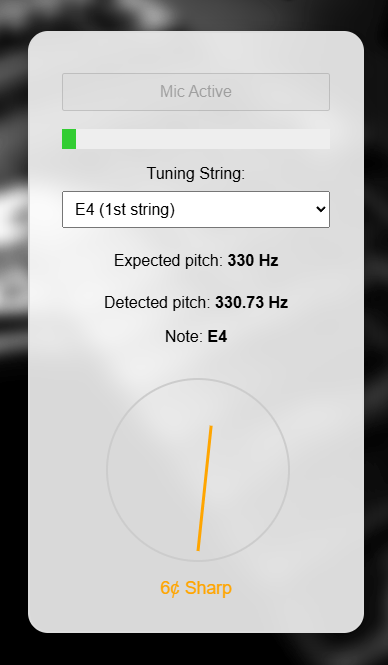 Mic Active
Tuning String:
E4 (1st string)
Expected pitch: 330 Hz
Detected pitch: 330.73 Hz
Note: E4
6¢ Sharp